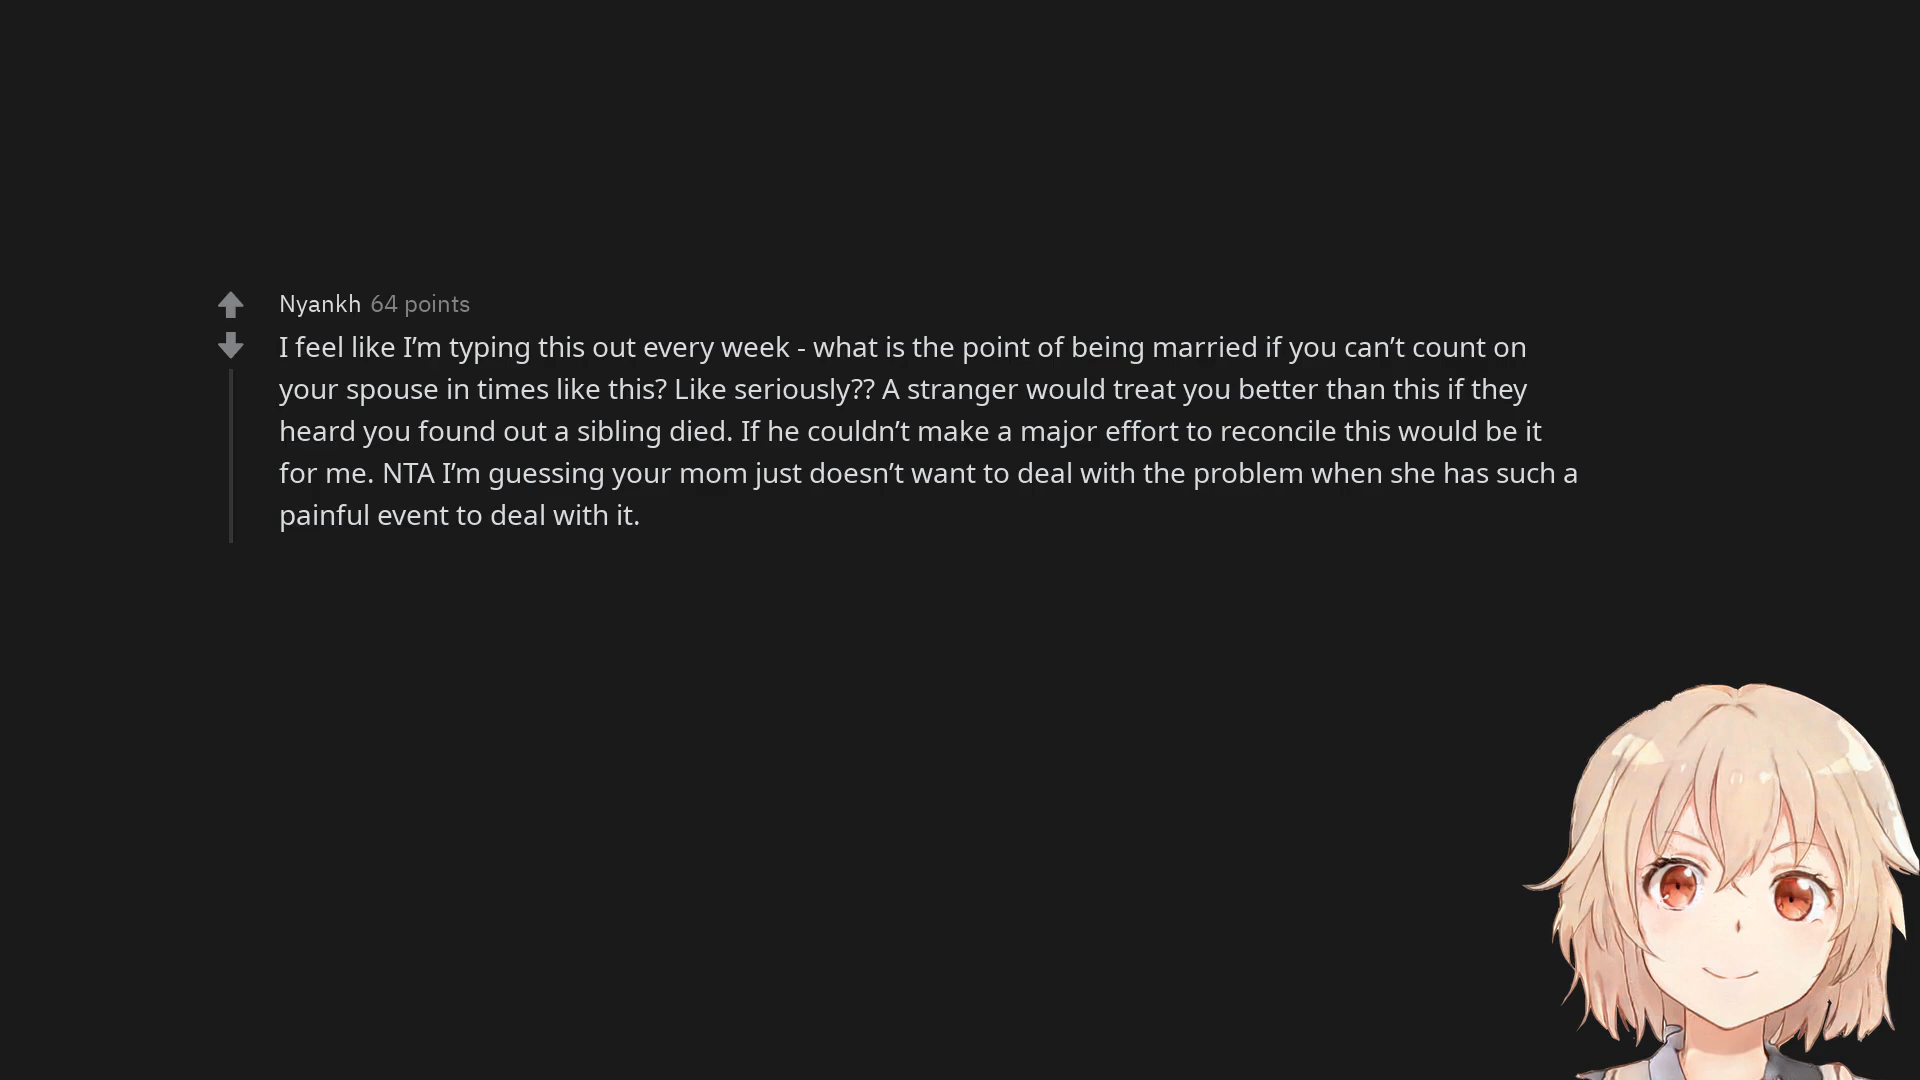 Nyankh 64 points
I feel like I’m typing this out every week - what is the point of being married if you can’t count on
your spouse in times like this? Like seriously?? A stranger would treat you better than this if they
heard you found out a sibling died. If he couldn’t make a major effort to reconcile this would be it
for me. NTA I’m guessing your mom just doesn’t want to deal with the problem when she has such a
painful event to deal with it.